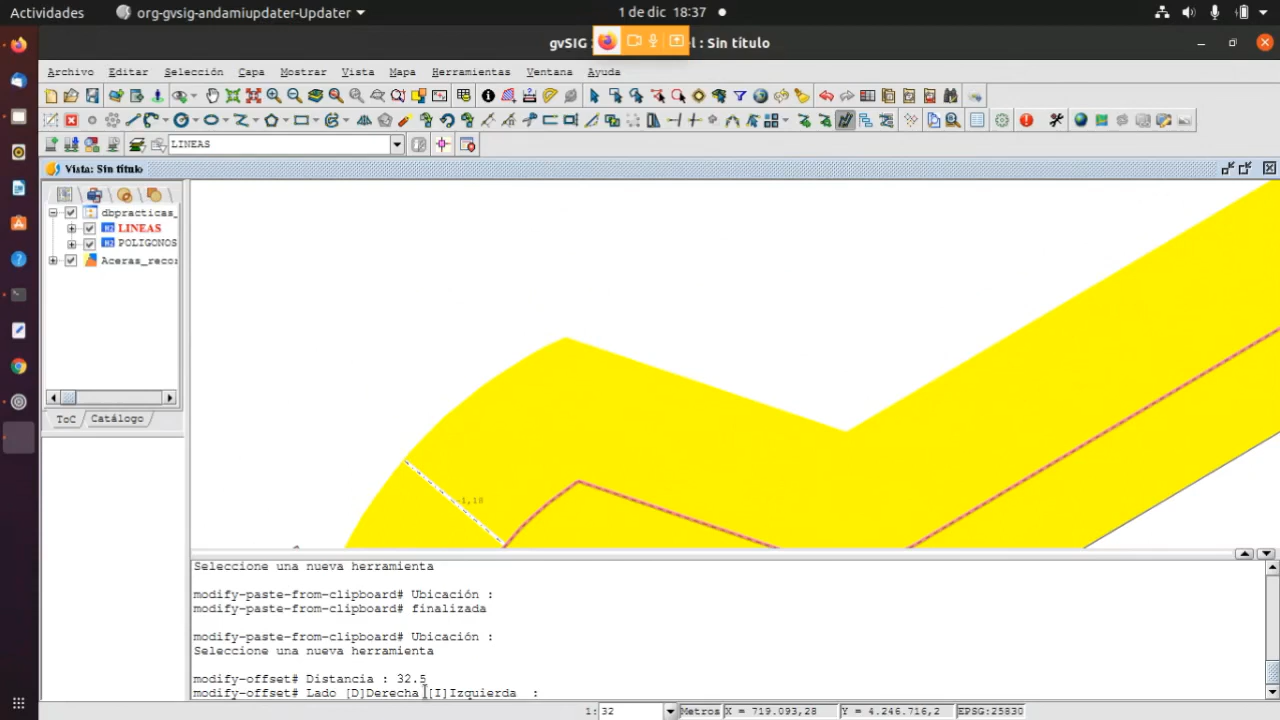 Actividades org-gvsig-andamiupdater-Updater 1 de dic 18:37
gvSIG : Sin título
Archivo Editar Selección Capa Mostrar Vista Mapa Herramientas Ventana Ayuda
LINEAS
Vista: Sin título
dbpracticas_
LINEAS
POLIGONOS
Aceras_reco
ToC Catálogo
Seleccione una nueva herramienta
modify-paste-from-clipboard# Ubicación :
modify-paste-from-clipboard# finalizada
modify-paste-from-clipboard# Ubicación :
Seleccione una nueva herramienta
modify-offset# Distancia : 32.5
modify-offset# Lado [D]Derecha [I]Izquierda :
1: 32 Metros X = 719.093,28 Y = 4.246.716,2 EPSG:25830